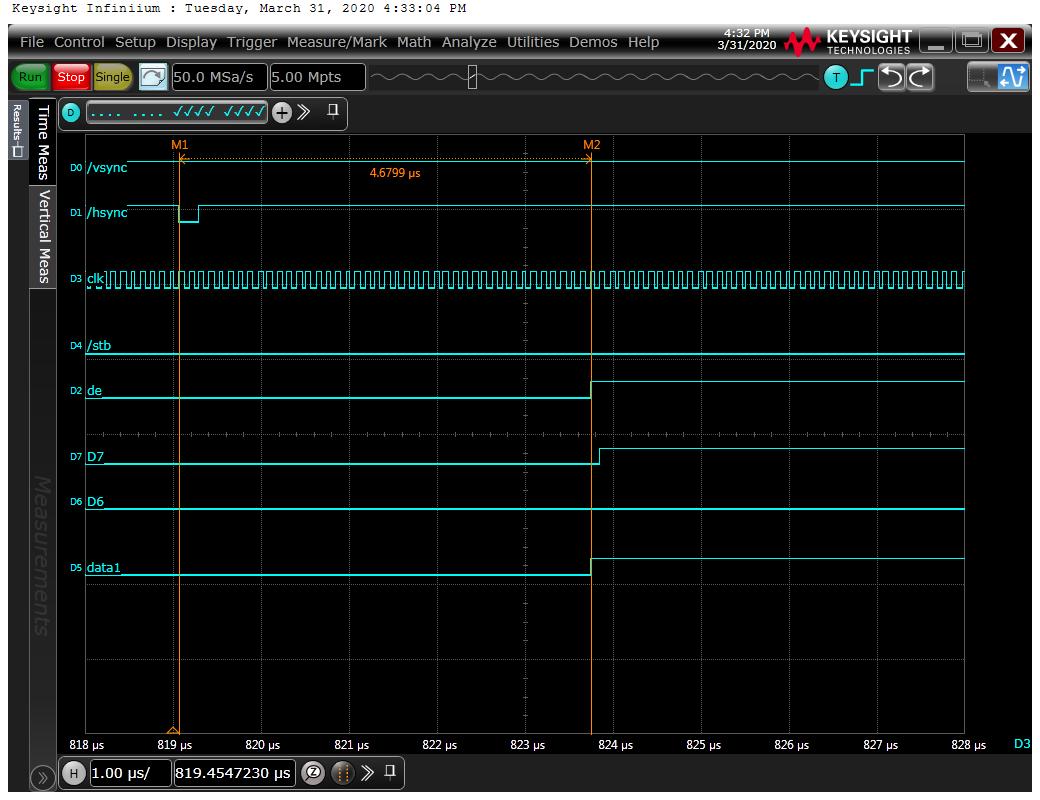 Keysight Infiniium : Tuesday, March 31, 2020 4:33:04 PM
File Control Setup Display Trigger Measure/Mark Math Analyze Utilities Demos Help
4:32 PM
3/31/2020
KEYSIGHT
TECHNOLOGIES
Run Stop Single 50.0 MSa/s 5.00 Mpts T
Results
Time Meas
Vertical Meas
Measurements
D
M1 M2
4.6799 µs
D0 /vsync
D1 /hsync
D3 clk
D4 /stb
D2 de
D7 D7
D6 D6
D5 data1
818 µs 819 µs 820 µs 821 µs 822 µs 823 µs 824 µs 825 µs 826 µs 827 µs 828 µs D3
H 1.00 µs/ 819.4547230 µs Z